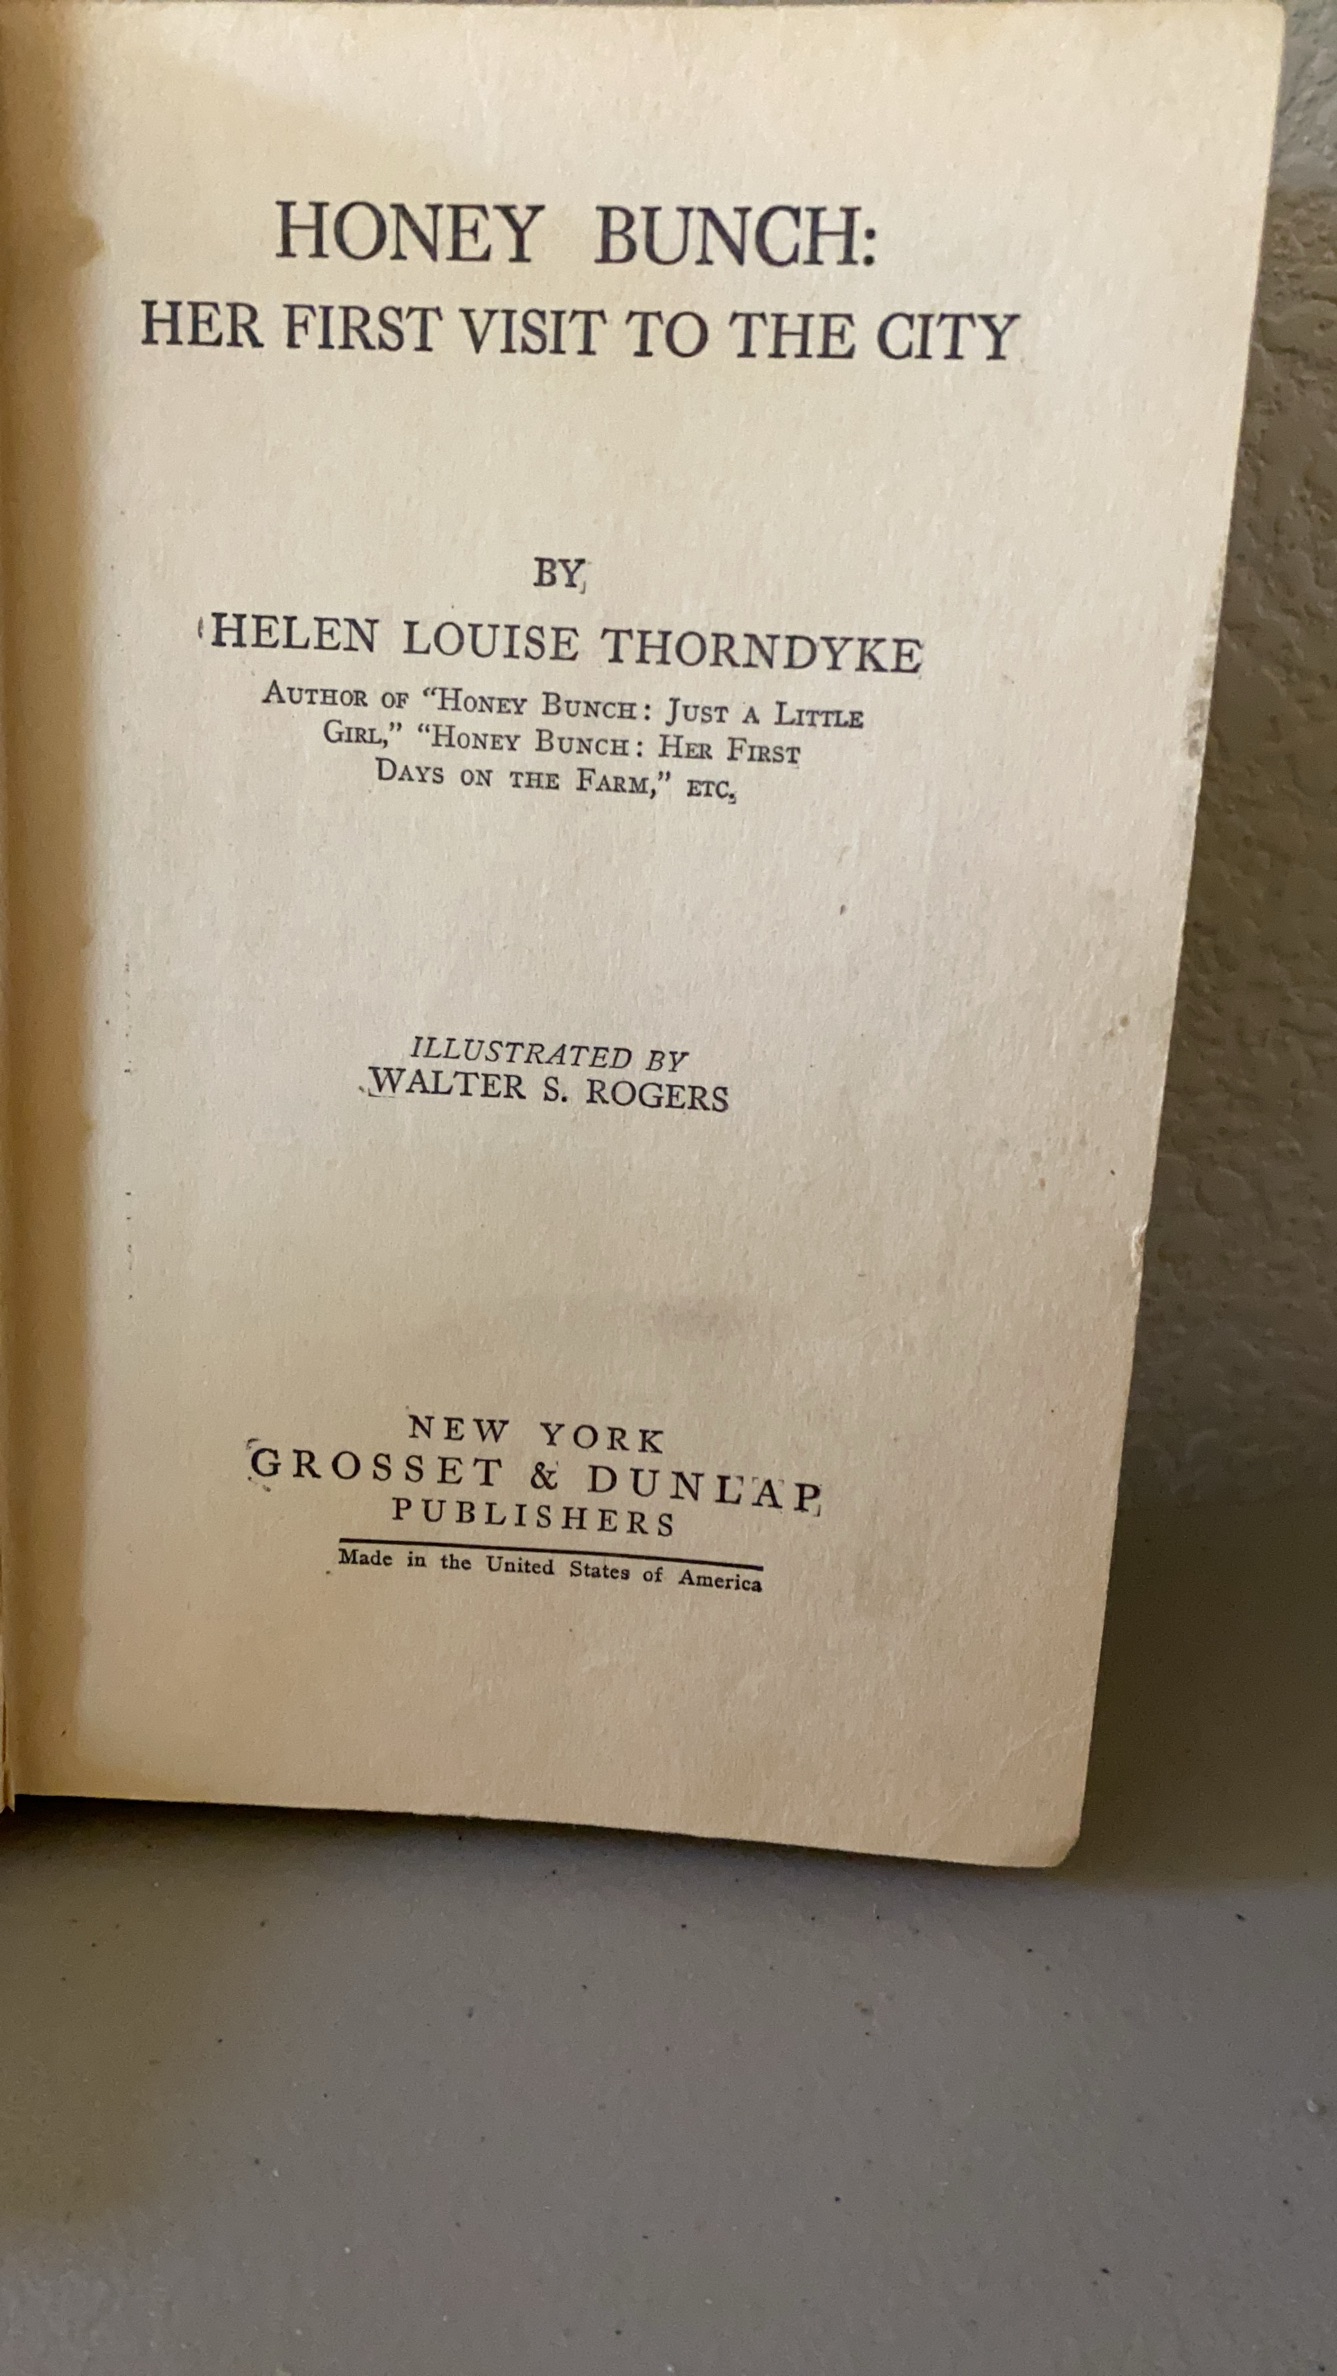 HONEY BUNCH:
HER FIRST VISIT TO THE CITY
BY
HELEN LOUISE THORNDYKE
AUTHOR OF "HONEY BUNCH: JUST A LITTLE
GIRL," "HONEY BUNCH: HER FIRST
DAYS ON THE FARM," ETC.
ILLUSTRATED BY
WALTER S. ROGERS
NEW YORK
GROSSET & DUNLAP
PUBLISHERS
Made in the United States of America